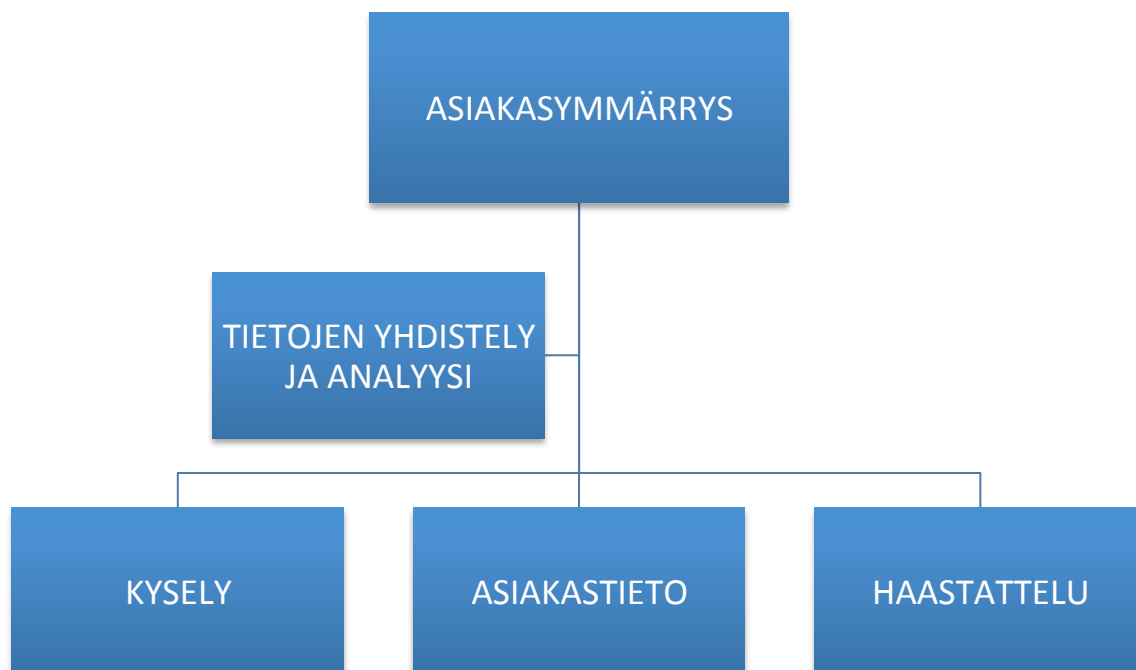 ASIAKASYMMÄRRYS
TIETOJEN YHDISTELY
JA ANALYYSI
KYSELY
ASIAKASTIETO
HAASTATTELU